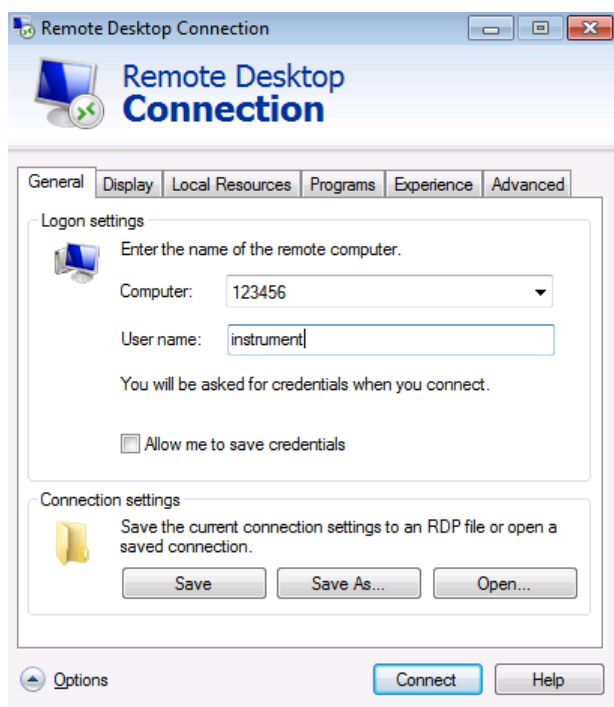 Remote Desktop Connection
Remote Desktop
Connection
General Display Local Resources Programs Experience Advanced
Logon settings
Enter the name of the remote computer.
Computer: 123456
User name: instrument
You will be asked for credentials when you connect.
Allow me to save credentials
Connection settings
Save the current connection settings to an RDP file or open a
saved connection.
Save Save As... Open...
Options Connect Help